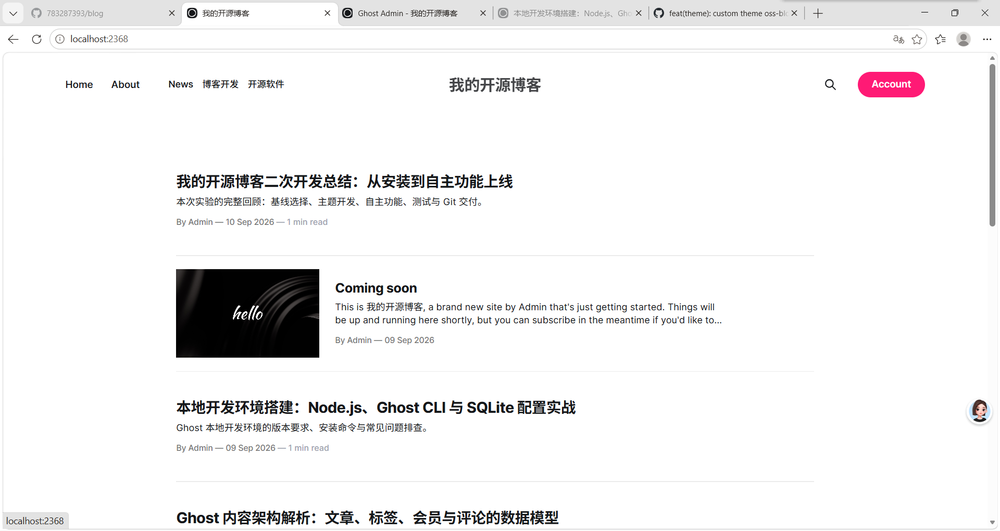 783287393/blog
我的开源博客
Ghost Admin - 我的开源博客
本地开发环境搭建：Node.js、Gho
feat(theme): custom theme oss-blo
localhost:2368
Home About News 博客开发 开源软件
我的开源博客
Account
我的开源博客二次开发总结：从安装到自主功能上线
本次实验的完整回顾：基线选择、主题开发、自主功能、测试与 Git 交付。
By Admin — 10 Sep 2026 — 1 min read
hello
Coming soon
This is 我的开源博客, a brand new site by Admin that's just getting started. Things will
be up and running here shortly, but you can subscribe in the meantime if you'd like to...
By Admin — 09 Sep 2026
本地开发环境搭建：Node.js、Ghost CLI 与 SQLite 配置实战
Ghost 本地开发环境的版本要求、安装命令与常见问题排查。
By Admin — 09 Sep 2026 — 1 min read
Ghost 内容架构解析：文章、标签、会员与评论的数据模型
localhost:2368